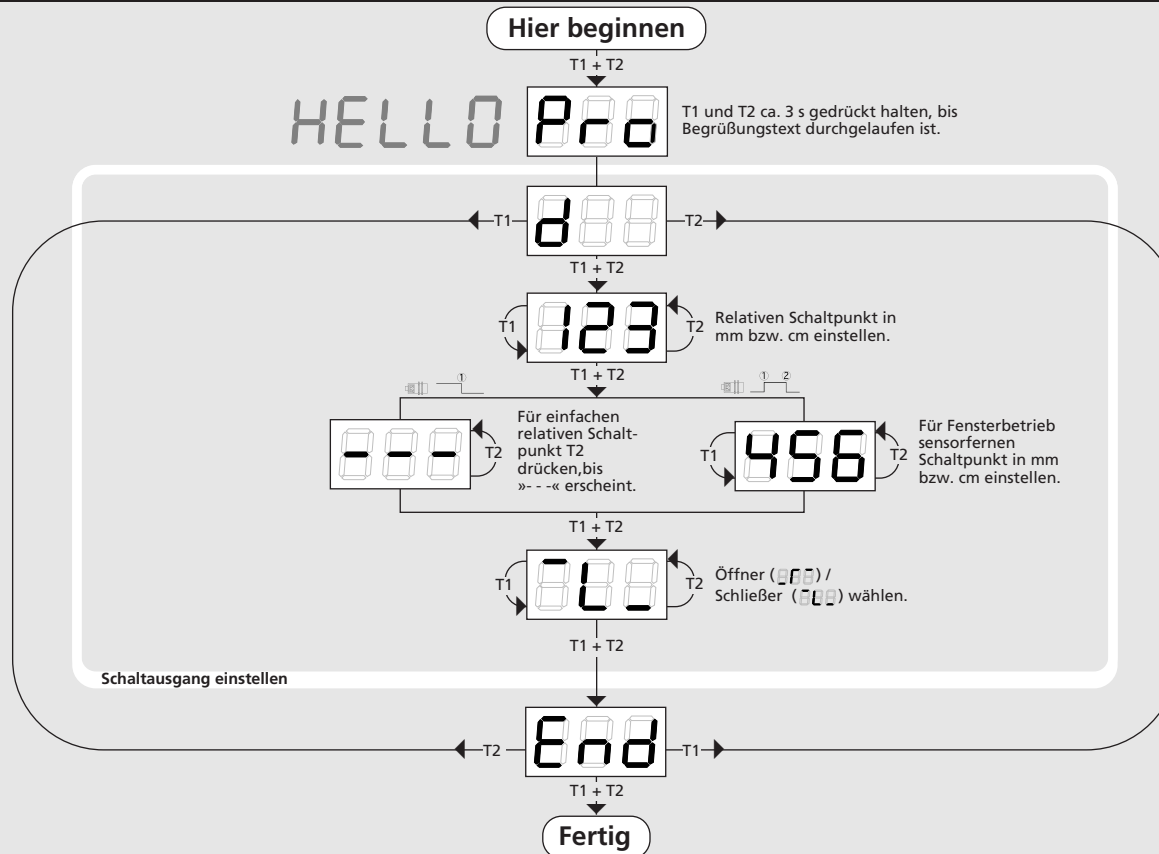 Hier beginnen
T1 + T2
HELLO
Pro
T1 und T2 ca. 3 s gedrückt halten, bis
Begrüßungstext durchgelaufen ist.
T1
d
T2
T1 + T2
T1
123
T2
Relativen Schaltpunkt in
mm bzw. cm einstellen.
T1 + T2
①
① ②
- - -
T2
Für einfachen
relativen Schalt-
punkt T2
drücken,bis
»- - -« erscheint.
T1
456
T2
Für Fensterbetrieb
sensorfernen
Schaltpunkt in mm
bzw. cm einstellen.
T1 + T2
T1
T2
Öffner ( ) /
Schließer ( ) wählen.
T1 + T2
Schaltausgang einstellen
T2
End
T1
T1 + T2
Fertig